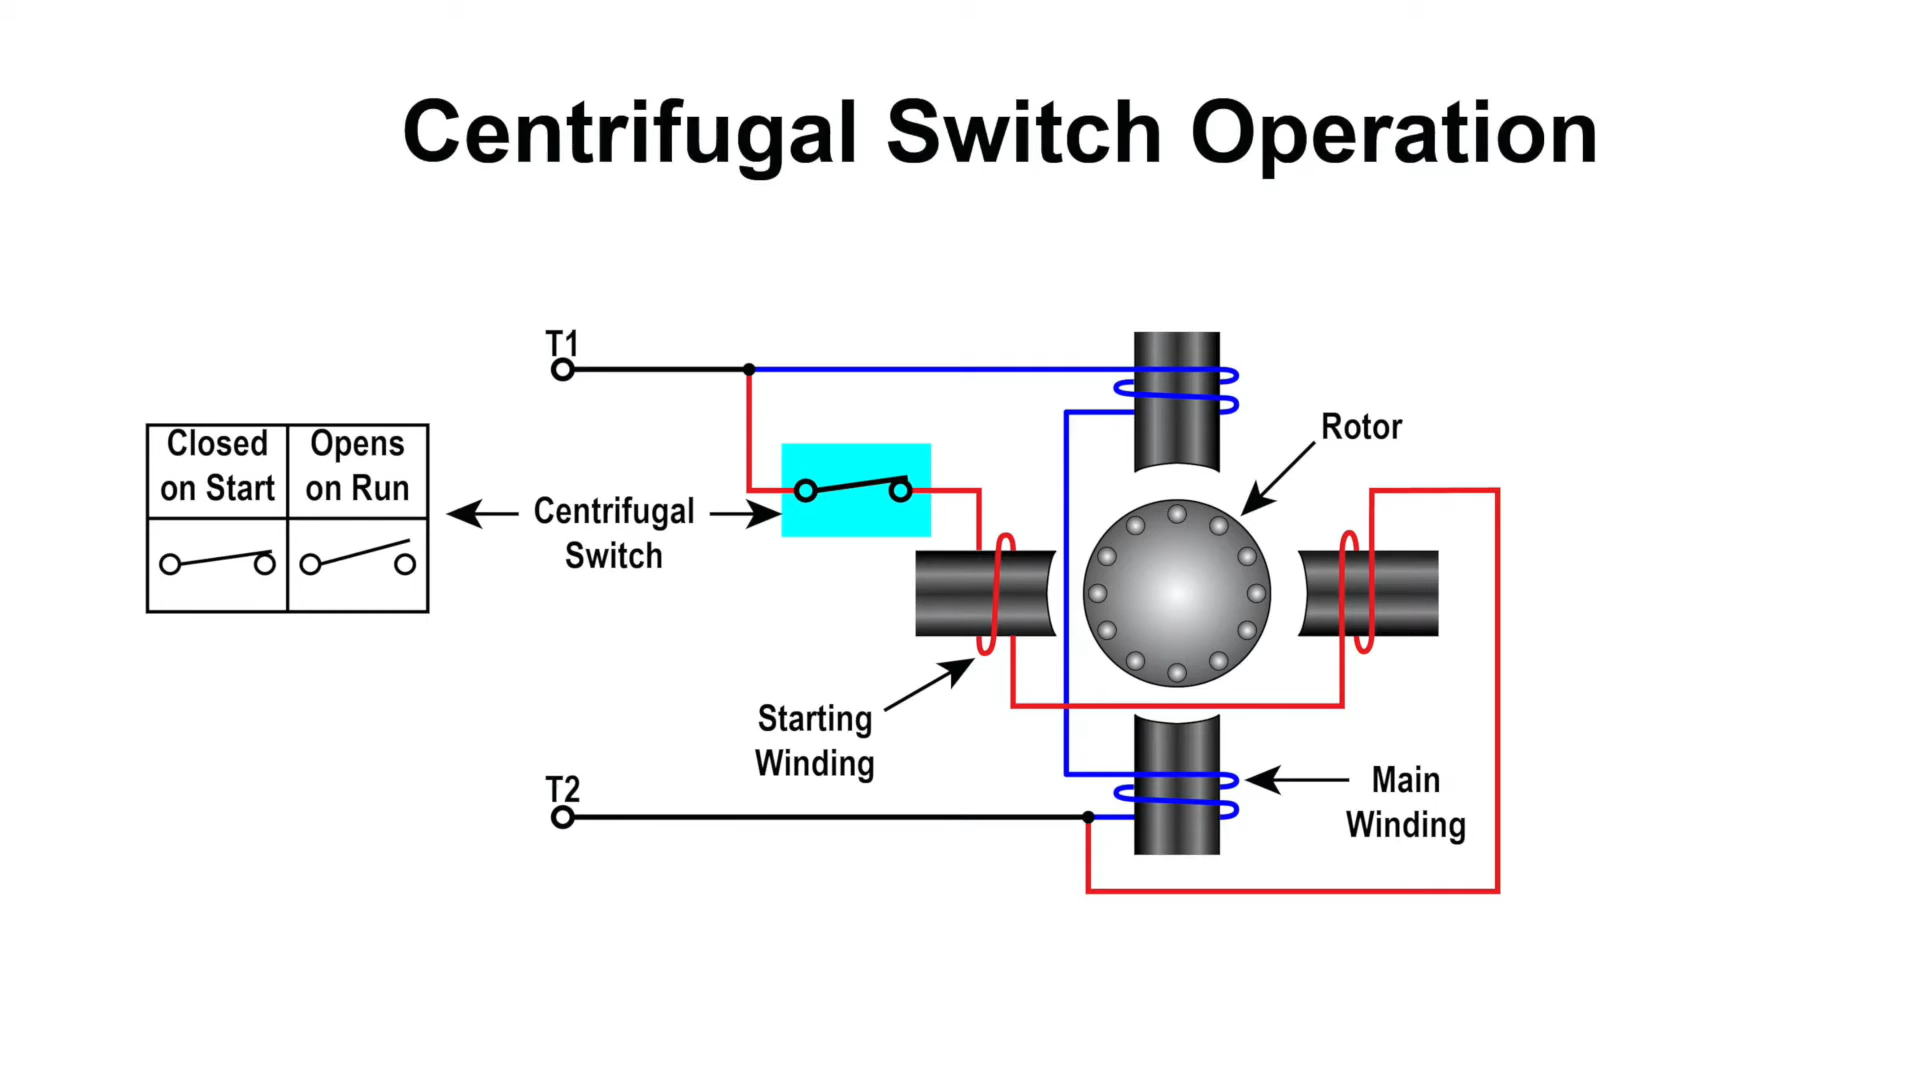 Centrifugal Switch Operation
T1
Rotor
Closed
on Start
Opens
on Run
Centrifugal
Switch
Starting
Winding
T2
Main
Winding